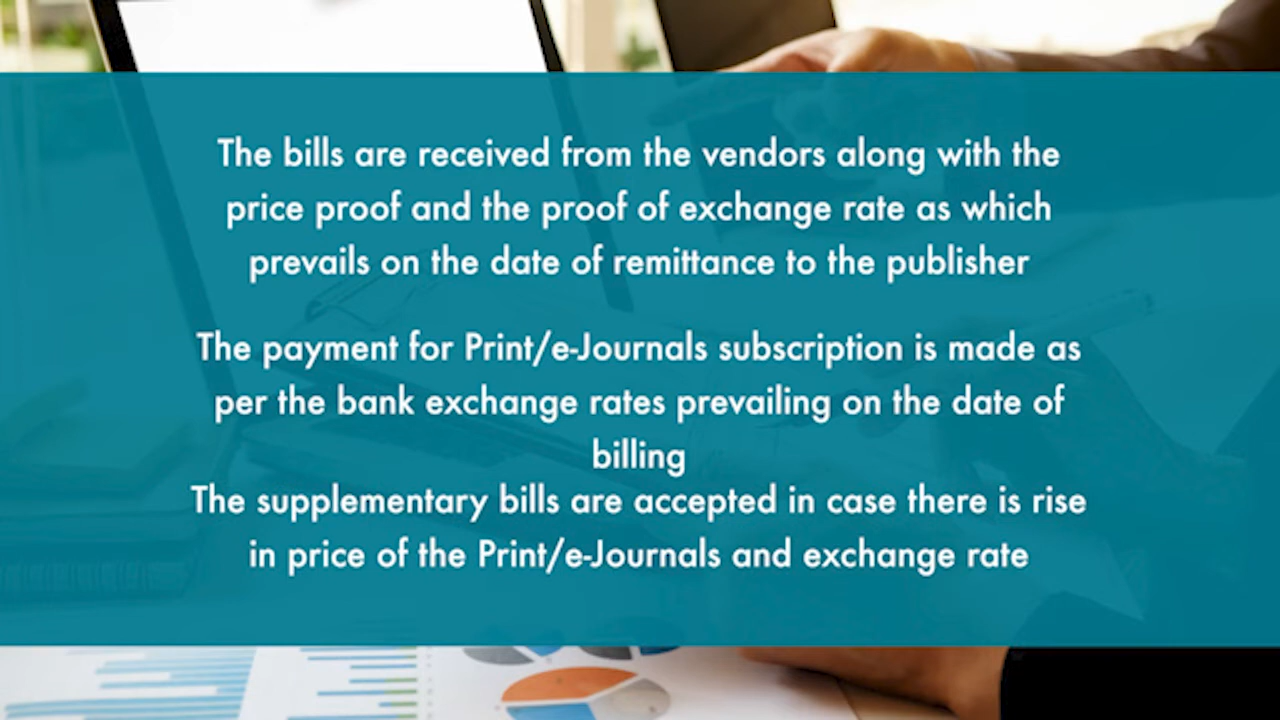 The bills are received from the vendors along with the
price proof and the proof of exchange rate as which
prevails on the date of remittance to the publisher
The payment for Print/e-Journals subscription is made as
per the bank exchange rates prevailing on the date of
billing
The supplementary bills are accepted in case there is rise
in price of the Print/e-Journals and exchange rate